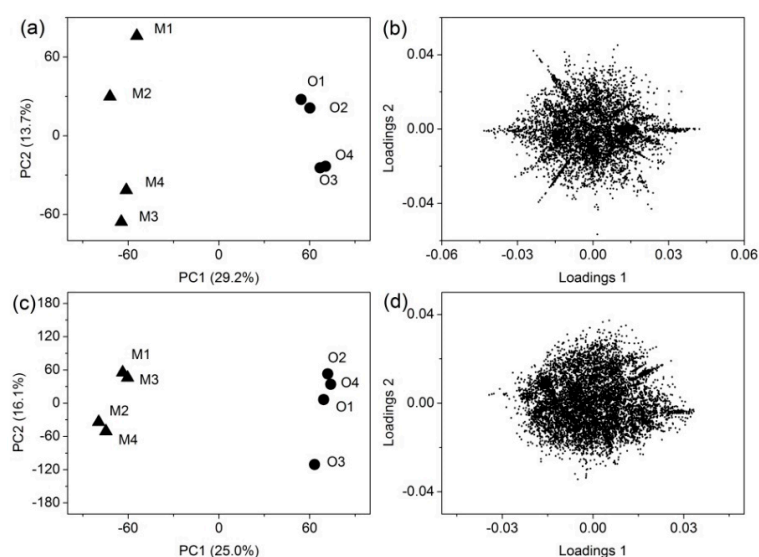 (a)
M1
M2
M4
M3
O1
O2
O4
O3
60
0
-60
PC2 (13.7%)
-60
0
60
PC1 (29.2%)
(b)
0.04
0.00
-0.04
Loadings 2
-0.06
-0.03
0.00
0.03
0.06
Loadings 1
(c)
M1
M3
M2
M4
O2
O4
O1
O3
180
120
60
0
-60
-120
-180
PC2 (16.1%)
-60
0
60
PC1 (25.0%)
(d)
0.04
0.00
-0.04
Loadings 2
-0.03
0.00
0.03
Loadings 1